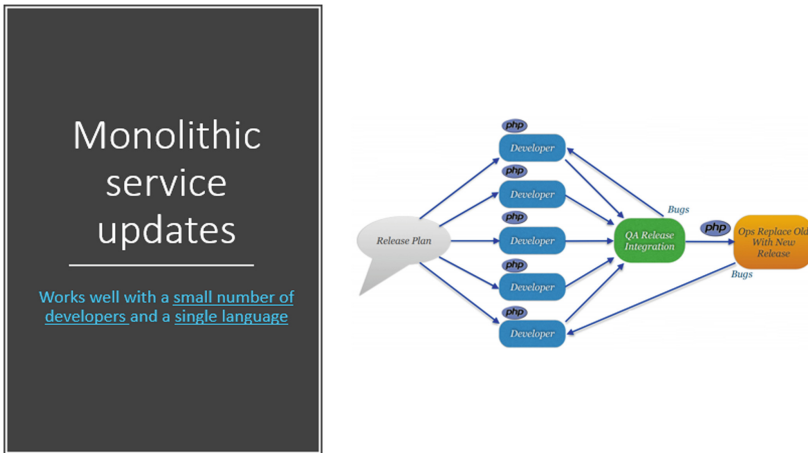 Monolithic
service
updates
Works well with a small number of
developers and a single language
Release Plan
php
Developer
php
Developer
php
Developer
php
Developer
php
Developer
Bugs
QA Release
Integration
php
Ops Replace Old
With New
Release
Bugs